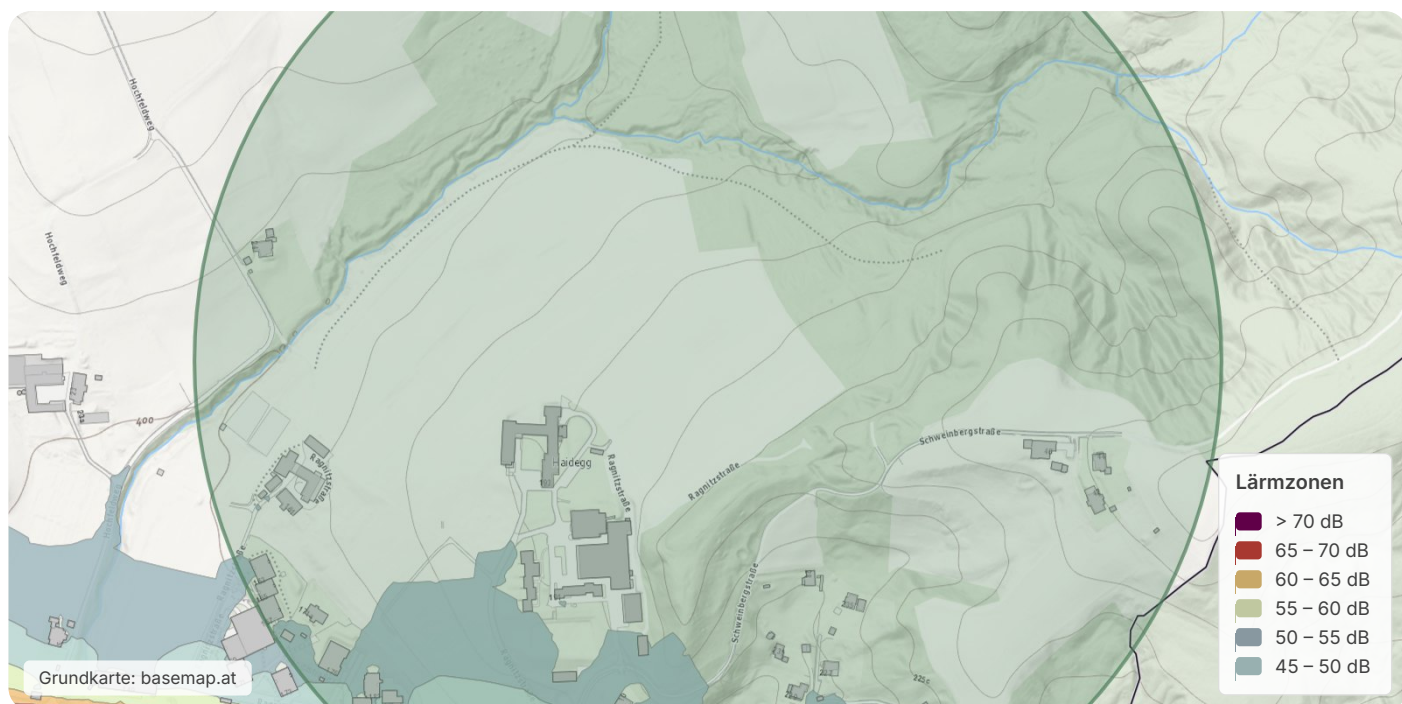 Hochfeldweg
Hochfeldweg
400
Haidegg
Ragnitzstraße
Ragnitzstraße
Ragnitzstraße
Schweinbergstraße
Schweinbergstraße
225c
Lärmzonen
> 70 dB
65 – 70 dB
60 – 65 dB
55 – 60 dB
50 – 55 dB
45 – 50 dB
Grundkarte: basemap.at